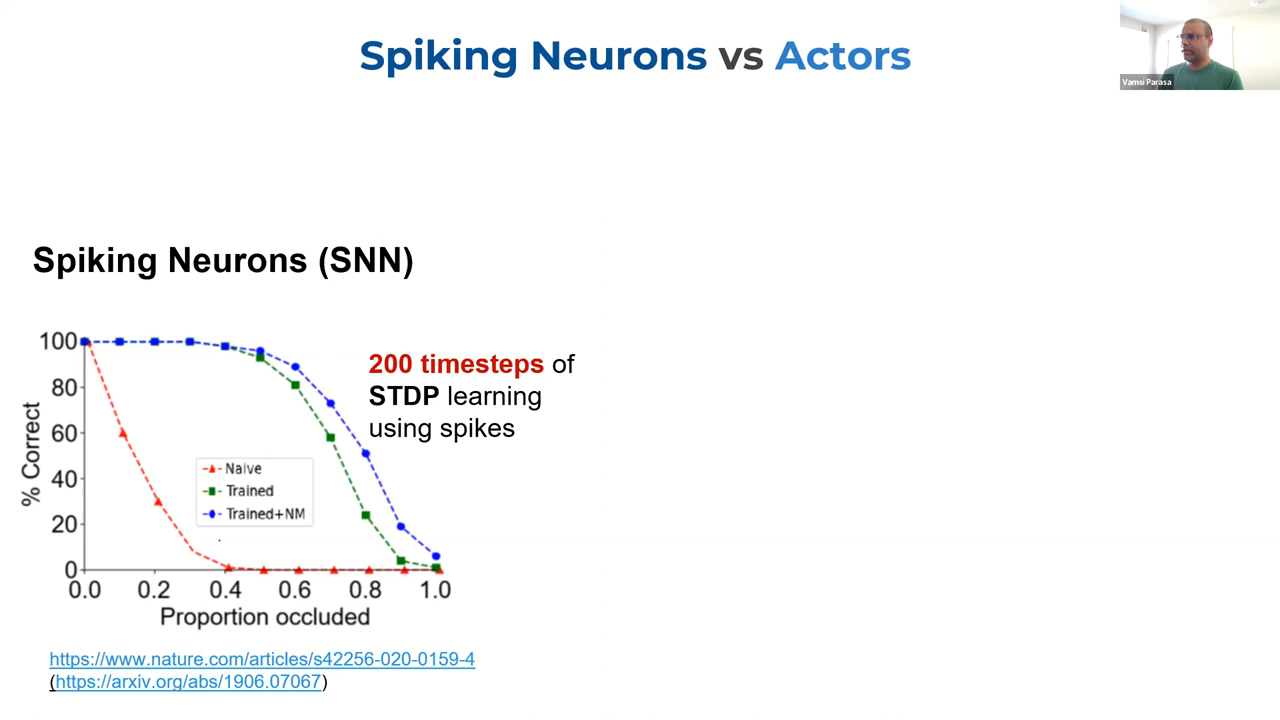 Spiking Neurons vs Actors
Vamsi Parasa
Spiking Neurons (SNN)
200 timesteps of
STDP learning
using spikes
% Correct
100
80
60
40
20
0
Naive
Trained
Trained+NM
0.0 0.2 0.4 0.6 0.8 1.0
Proportion occluded
https://www.nature.com/articles/s42256-020-0159-4
(https://arxiv.org/abs/1906.07067)